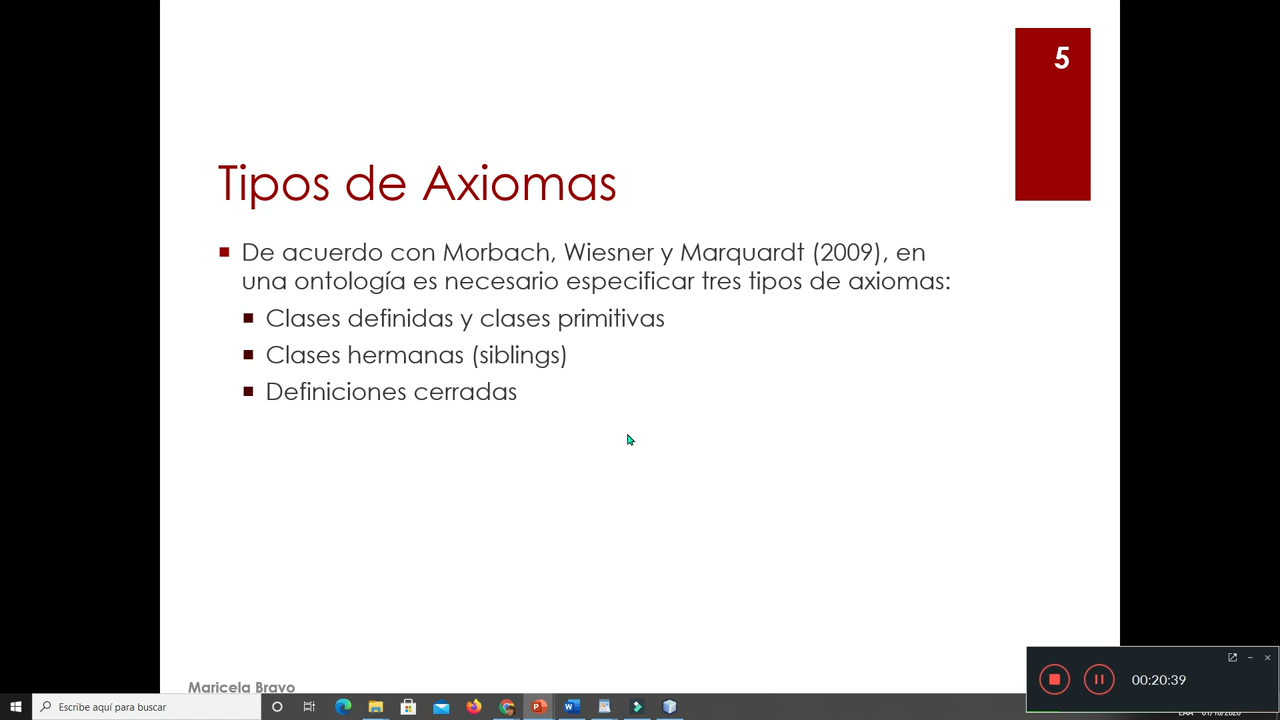 5
Tipos de Axiomas
De acuerdo con Morbach, Wiesner y Marquardt (2009), en
una ontología es necesario especificar tres tipos de axiomas:
Clases definidas y clases primitivas
Clases hermanas (siblings)
Definiciones cerradas
Maricela Bravo
00:20:39
Escribe aquí para buscar